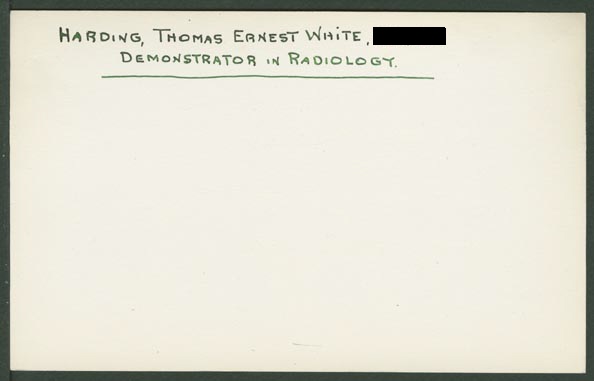 HARDING, THOMAS ERNEST WHITE,
DEMONSTRATOR IN RADIOLOGY.